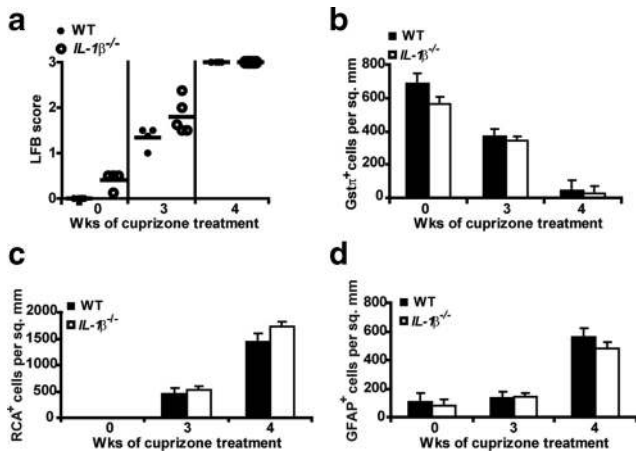 a
WT
IL-1β-/-
LFB score
3
2
1
0
0 3 4
Wks of cuprizone treatment
b
WT
IL-1β-/-
Gstπ+ cells per sq. mm
800
600
400
200
0
0 3 4
Wks of cuprizone treatment
c
WT
IL-1β-/-
RCA+ cells per sq. mm
2000
1500
1000
500
0
0 3 4
Wks of cuprizone treatment
d
WT
IL-1β-/-
GFAP+ cells per sq. mm
800
600
400
200
0
0 3 4
Wks of cuprizone treatment